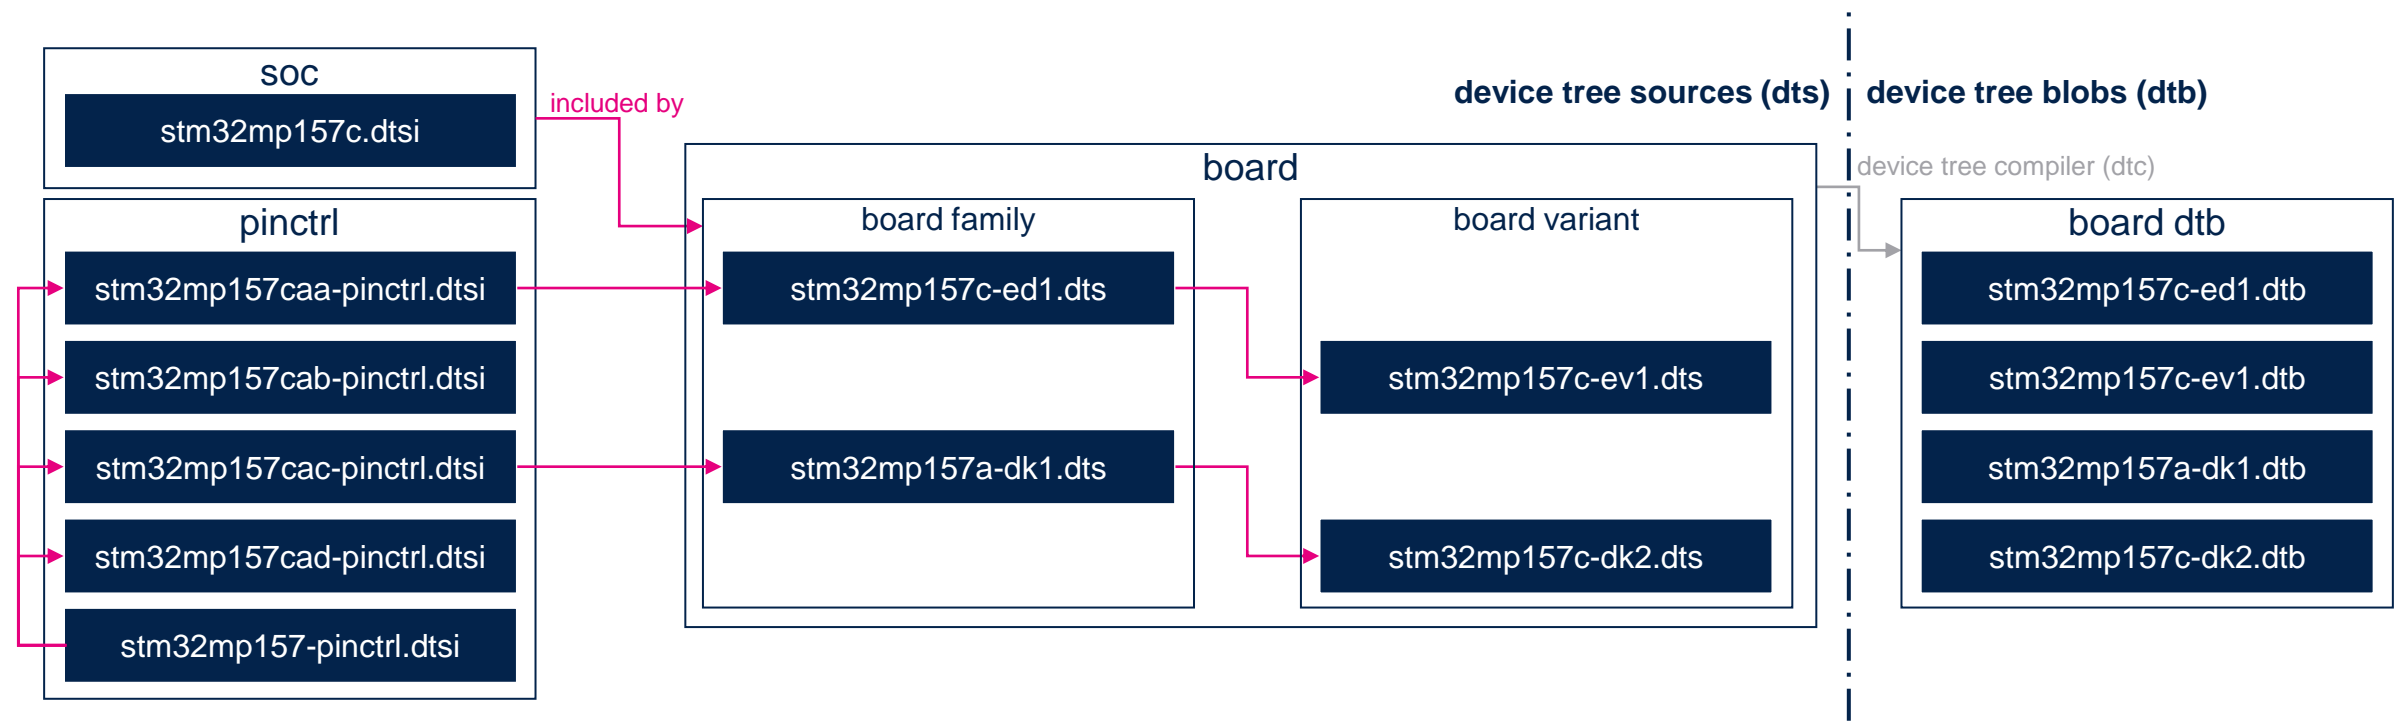 soc
stm32mp157c.dtsi
included by
device tree sources (dts)
device tree blobs (dtb)
device tree compiler (dtc)
pinctrl
stm32mp157caa-pinctrl.dtsi
stm32mp157cab-pinctrl.dtsi
stm32mp157cac-pinctrl.dtsi
stm32mp157cad-pinctrl.dtsi
stm32mp157-pinctrl.dtsi
board
board family
stm32mp157c-ed1.dts
stm32mp157a-dk1.dts
board variant
stm32mp157c-ev1.dts
stm32mp157c-dk2.dts
board dtb
stm32mp157c-ed1.dtb
stm32mp157c-ev1.dtb
stm32mp157a-dk1.dtb
stm32mp157c-dk2.dtb